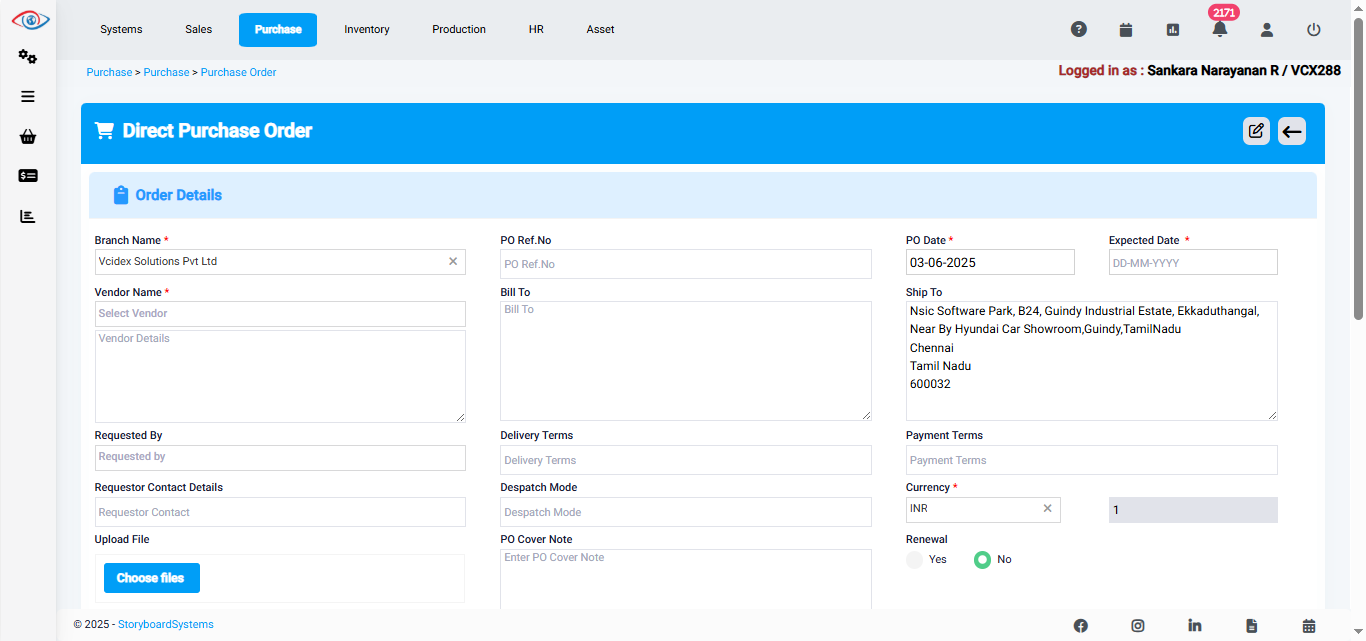 2171
Systems Sales Purchase Inventory Production HR Asset
Purchase > Purchase > Purchase Order
Logged in as : Sankara Narayanan R / VCX288
Direct Purchase Order
Order Details
Branch Name *
Vcidex Solutions Pvt Ltd
PO Ref.No
PO Ref.No
PO Date *
03-06-2025
Expected Date *
DD-MM-YYYY
Vendor Name *
Select Vendor
Vendor Details
Bill To
Bill To
Ship To
Nsic Software Park, B24, Guindy Industrial Estate, Ekkaduthangal,
Near By Hyundai Car Showroom,Guindy,TamilNadu
Chennai
Tamil Nadu
600032
Requested By
Requested by
Delivery Terms
Delivery Terms
Payment Terms
Payment Terms
Requestor Contact Details
Requestor Contact
Despatch Mode
Despatch Mode
Currency *
INR
1
Upload File
Choose files
PO Cover Note
Enter PO Cover Note
Renewal
Yes No
© 2025 - StoryboardSystems